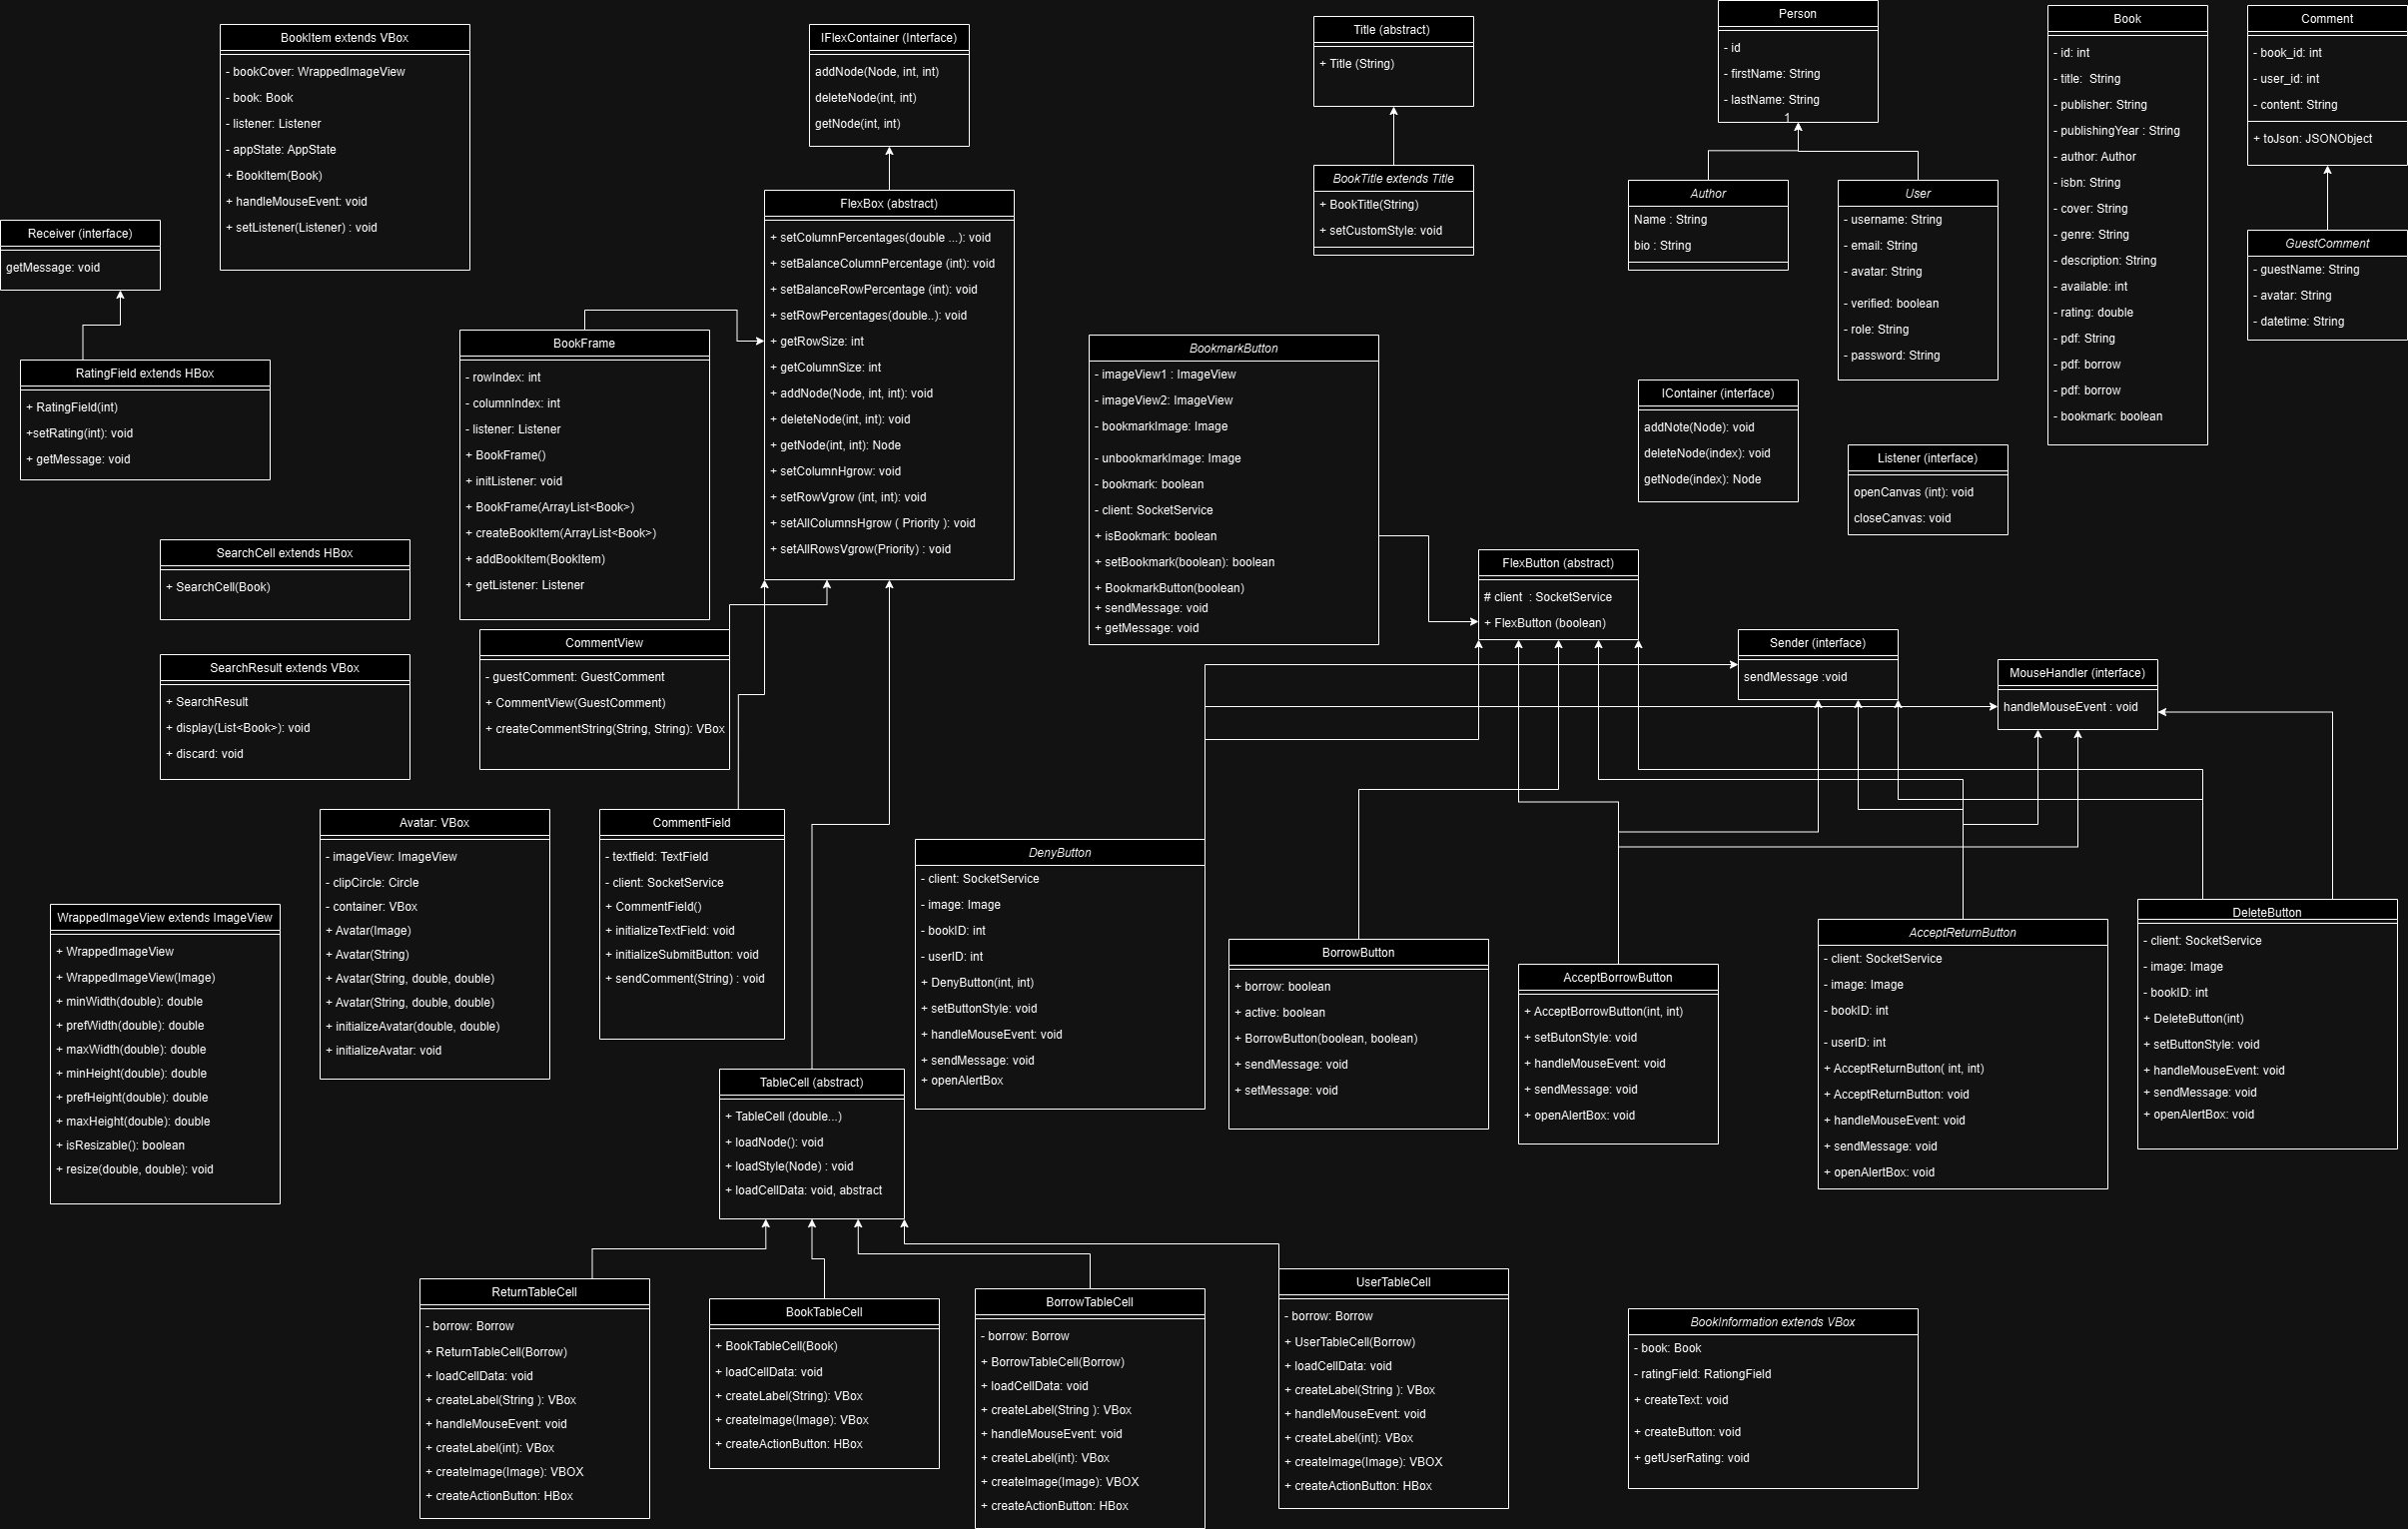 BookItem extends VBox
- bookCover: WrappedImageView
- book: Book
- listener: Listener
- appState: AppState
+ BookItem(Book)
+ handleMouseEvent: void
+ setListener(Listener) : void
IFlexContainer (Interface)
addNode(Node, int, int)
deleteNode(int, int)
getNode(int, int)
Title (abstract)
+ Title (String)
Person
- id
- firstName: String
- lastName: String
1
Book
- id: int
- title:  String
- publisher: String
- publishingYear : String
- author: Author
- isbn: String
- cover: String
- genre: String
- description: String
- available: int
- rating: double
- pdf: String
- pdf: borrow
- pdf: borrow
- bookmark: boolean
Comment
- book_id: int
- user_id: int
- content: String
+ toJson: JSONObject
Receiver (interface)
getMessage: void
FlexBox (abstract)
+ setColumnPercentages(double ...): void
+ setBalanceColumnPercentage (int): void
+ setBalanceRowPercentage (int): void
+ setRowPercentages(double..): void
+ getRowSize: int
+ getColumnSize: int
+ addNode(Node, int, int): void
+ deleteNode(int, int): void
+ getNode(int, int): Node
+ setColumnHgrow: void
+ setRowVgrow (int, int): void
+ setAllColumnsHgrow ( Priority ): void
+ setAllRowsVgrow(Priority) : void
BookTitle extends Title
+ BookTitle(String)
+ setCustomStyle: void
Author
Name : String
bio : String
User
- username: String
- email: String
- avatar: String
- verified: boolean
- role: String
- password: String
GuestComment
- guestName: String
- avatar: String
- datetime: String
RatingField extends HBox
+ RatingField(int)
+setRating(int): void
+ getMessage: void
BookFrame
- rowIndex: int
- columnIndex: int
- listener: Listener
+ BookFrame()
+ initListener: void
+ BookFrame(ArrayList<Book>)
+ createBookItem(ArrayList<Book>)
+ addBookItem(BookItem)
+ getListener: Listener
BookmarkButton
- imageView1 : ImageView
- imageView2: ImageView
- bookmarkImage: Image
- unbookmarkImage: Image
- bookmark: boolean
- client: SocketService
+ isBookmark: boolean
+ setBookmark(boolean): boolean
+ BookmarkButton(boolean)
+ sendMessage: void
+ getMessage: void
IContainer (interface)
addNote(Node): void
deleteNode(index): void
getNode(index): Node
Listener (interface)
openCanvas (int): void
closeCanvas: void
SearchCell extends HBox
+ SearchCell(Book)
FlexButton (abstract)
# client  : SocketService
+ FlexButton (boolean)
SearchResult extends VBox
+ SearchResult
+ display(List<Book>): void
+ discard: void
CommentView
- guestComment: GuestComment
+ CommentView(GuestComment)
+ createCommentString(String, String): VBox
Sender (interface)
sendMessage :void
MouseHandler (interface)
handleMouseEvent : void
Avatar: VBox
- imageView: ImageView
- clipCircle: Circle
- container: VBox
+ Avatar(Image)
+ Avatar(String)
+ Avatar(String, double, double)
+ Avatar(String, double, double)
+ initializeAvatar(double, double)
+ initializeAvatar: void
CommentField
- textfield: TextField
- client: SocketService
+ CommentField()
+ initializeTextField: void
+ initializeSubmitButton: void
+ sendComment(String) : void
DenyButton
- client: SocketService
- image: Image
- bookID: int
- userID: int
+ DenyButton(int, int)
+ setButtonStyle: void
+ handleMouseEvent: void
+ sendMessage: void
+ openAlertBox
WrappedImageView extends ImageView
+ WrappedImageView
+ WrappedImageView(Image)
+ minWidth(double): double
+ prefWidth(double): double
+ maxWidth(double): double
+ minHeight(double): double
+ prefHeight(double): double
+ maxHeight(double): double
+ isResizable(): boolean
+ resize(double, double): void
BorrowButton
+ borrow: boolean
+ active: boolean
+ BorrowButton(boolean, boolean)
+ sendMessage: void
+ setMessage: void
AcceptBorrowButton
+ AcceptBorrowButton(int, int)
+ setButonStyle: void
+ handleMouseEvent: void
+ sendMessage: void
+ openAlertBox: void
AcceptReturnButton
- client: SocketService
- image: Image
- bookID: int
- userID: int
+ AcceptReturnButton( int, int)
+ AcceptReturnButton: void
+ handleMouseEvent: void
+ sendMessage: void
+ openAlertBox: void
DeleteButton
- client: SocketService
- image: Image
- bookID: int
+ DeleteButton(int)
+ setButtonStyle: void
+ handleMouseEvent: void
+ sendMessage: void
+ openAlertBox: void
TableCell (abstract)
+ TableCell (double...)
+ loadNode(): void
+ loadStyle(Node) : void
+ loadCellData: void, abstract
ReturnTableCell
- borrow: Borrow
+ ReturnTableCell(Borrow)
+ loadCellData: void
+ createLabel(String ): VBox
+ handleMouseEvent: void
+ createLabel(int): VBox
+ createImage(Image): VBOX
+ createActionButton: HBox
BookTableCell
+ BookTableCell(Book)
+ loadCellData: void
+ createLabel(String): VBox
+ createImage(Image): VBox
+ createActionButton: HBox
BorrowTableCell
- borrow: Borrow
+ BorrowTableCell(Borrow)
+ loadCellData: void
+ createLabel(String ): VBox
+ handleMouseEvent: void
+ createLabel(int): VBox
+ createImage(Image): VBOX
+ createActionButton: HBox
UserTableCell
- borrow: Borrow
+ UserTableCell(Borrow)
+ loadCellData: void
+ createLabel(String ): VBox
+ handleMouseEvent: void
+ createLabel(int): VBox
+ createImage(Image): VBOX
+ createActionButton: HBox
BookInformation extends VBox
- book: Book
- ratingField: RationgField
+ createText: void
+ createButton: void
+ getUserRating: void